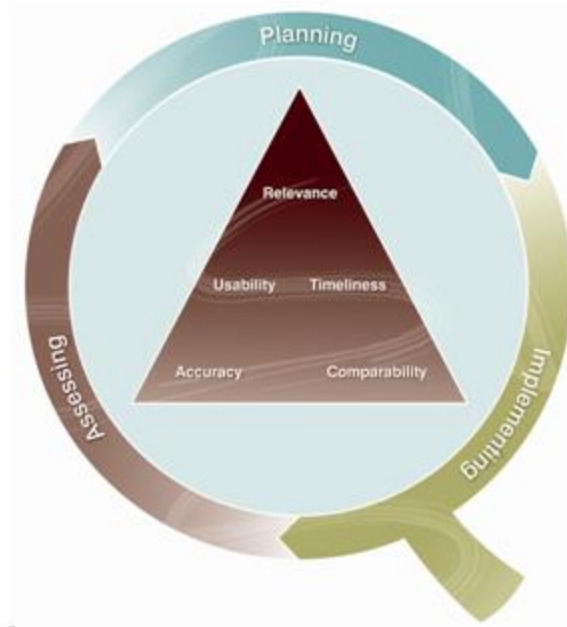 Planning
Relevance
Usability Timeliness
Accuracy Comparability
Assessing
Implementing